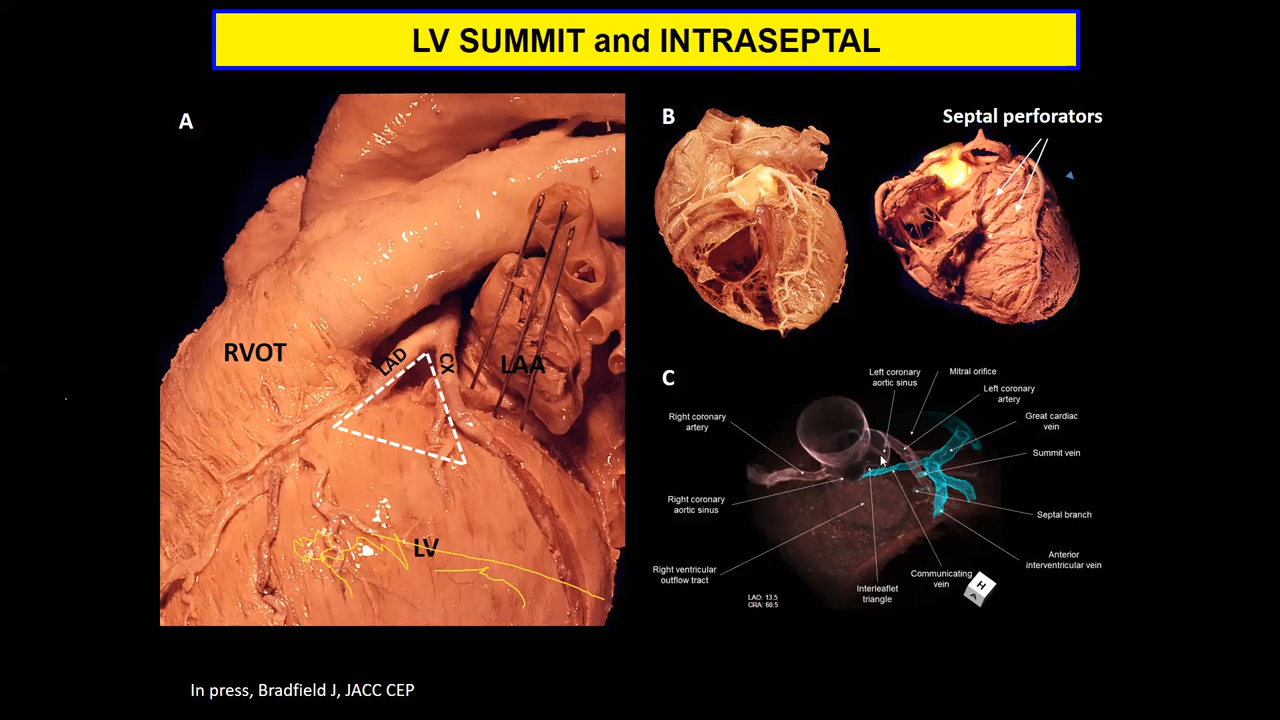 LV SUMMIT and INTRASEPTAL
A
RVOT
LAD
CX
LAA
LV
B
Septal perforators
C
Left coronary
aortic sinus
Mitral orifice
Left coronary
artery
Right coronary
artery
Great cardiac
vein
Summit vein
Right coronary
aortic sinus
Septal branch
Anterior
interventricular vein
Right ventricular
outflow tract
Communicating
vein
Interleaflet
triangle
H
A
LAO: 13.5
CRA: 60.5
In press, Bradfield J, JACC CEP